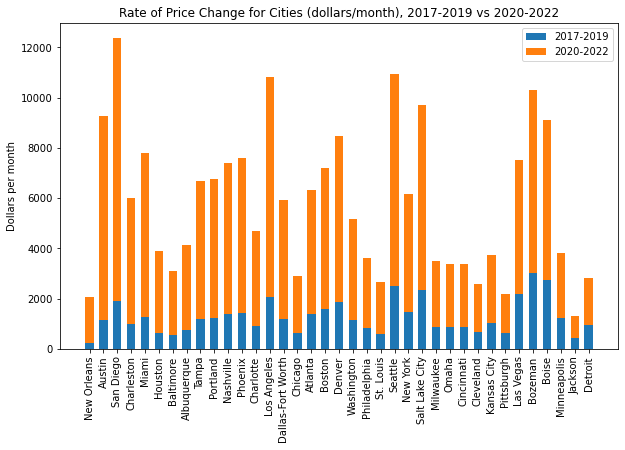 Rate of Price Change for Cities (dollars/month), 2017-2019 vs 2020-2022
2017-2019
2020-2022
12000
10000
8000
6000
4000
2000
0
Dollars per month
New Orleans
Austin
San Diego
Charleston
Miami
Houston
Baltimore
Albuquerque
Tampa
Portland
Nashville
Phoenix
Charlotte
Los Angeles
Dallas-Fort Worth
Chicago
Atlanta
Boston
Denver
Washington
Philadelphia
St. Louis
Seattle
New York
Salt Lake City
Milwaukee
Omaha
Cincinnati
Cleveland
Kansas City
Pittsburgh
Las Vegas
Bozeman
Boise
Minneapolis
Jackson
Detroit